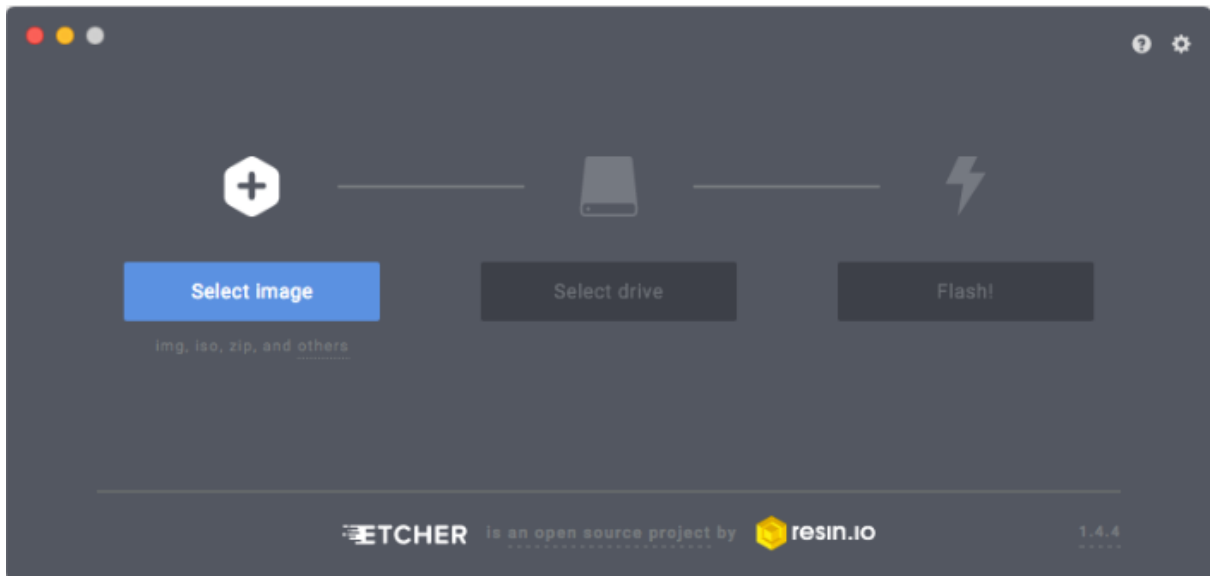 Select image
Select drive
Flash!
img, iso, zip, and others
ETCHER is an open source project by resin.io
1.4.4